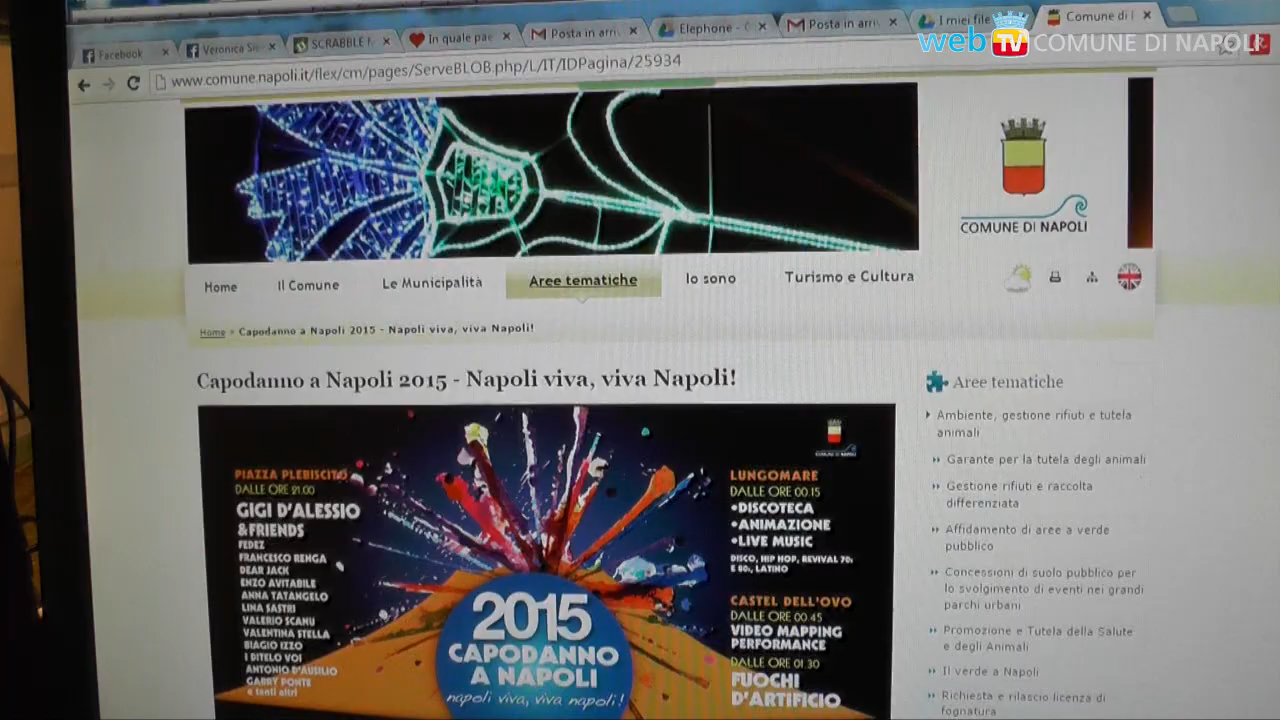 Facebook
Veronica
SCRABBLE
In quale pae
Posta in arri
Elephone -
Posta in arri
I miei file
Comune di
web TV COMUNE DI NAPOLI
www.comune.napoli.it/flex/cm/pages/ServeBLOB.php/L/IT/IDPagina/25934
COMUNE DI NAPOLI
Home
Il Comune
Le Municipalità
Aree tematiche
Io sono
Turismo e Cultura
Home » Capodanno a Napoli 2015 - Napoli viva, viva Napoli!
Capodanno a Napoli 2015 - Napoli viva, viva Napoli!
PIAZZA PLEBISCITO
DALLE ORE 21.00
GIGI D'ALESSIO
&FRIENDS
FEDEZ
FRANCESCO RENGA
DEAR JACK
ENZO AVITABILE
ANNA TATANGELO
LINA SASTRI
VALERIO SCANU
VALENTINA STELLA
BIAGIO IZZO
I DITELO VOI
ANTONIO D'AUSILIO
GABRY PONTE
e tanti altri
2015
CAPODANNO
A NAPOLI
napoli viva, viva napoli!
LUNGOMARE
DALLE ORE 00.15
•DISCOTECA
•ANIMAZIONE
•LIVE MUSIC
DISCO, HIP HOP, REVIVAL 70s
E 80s, LATINO
CASTEL DELL'OVO
DALLE ORE 00.45
VIDEO MAPPING
PERFORMANCE
DALLE ORE 01.30
FUOCHI
D'ARTIFICIO
Aree tematiche
Ambiente, gestione rifiuti e tutela
animali
Garante per la tutela degli animali
Gestione rifiuti e raccolta
differenziata
Affidamento di aree a verde
pubblico
Concessioni di suolo pubblico per
lo svolgimento di eventi nei grandi
parchi urbani
Promozione e Tutela della Salute
e degli Animali
Il verde a Napoli
Richiesta e rilascio licenza di
fognatura